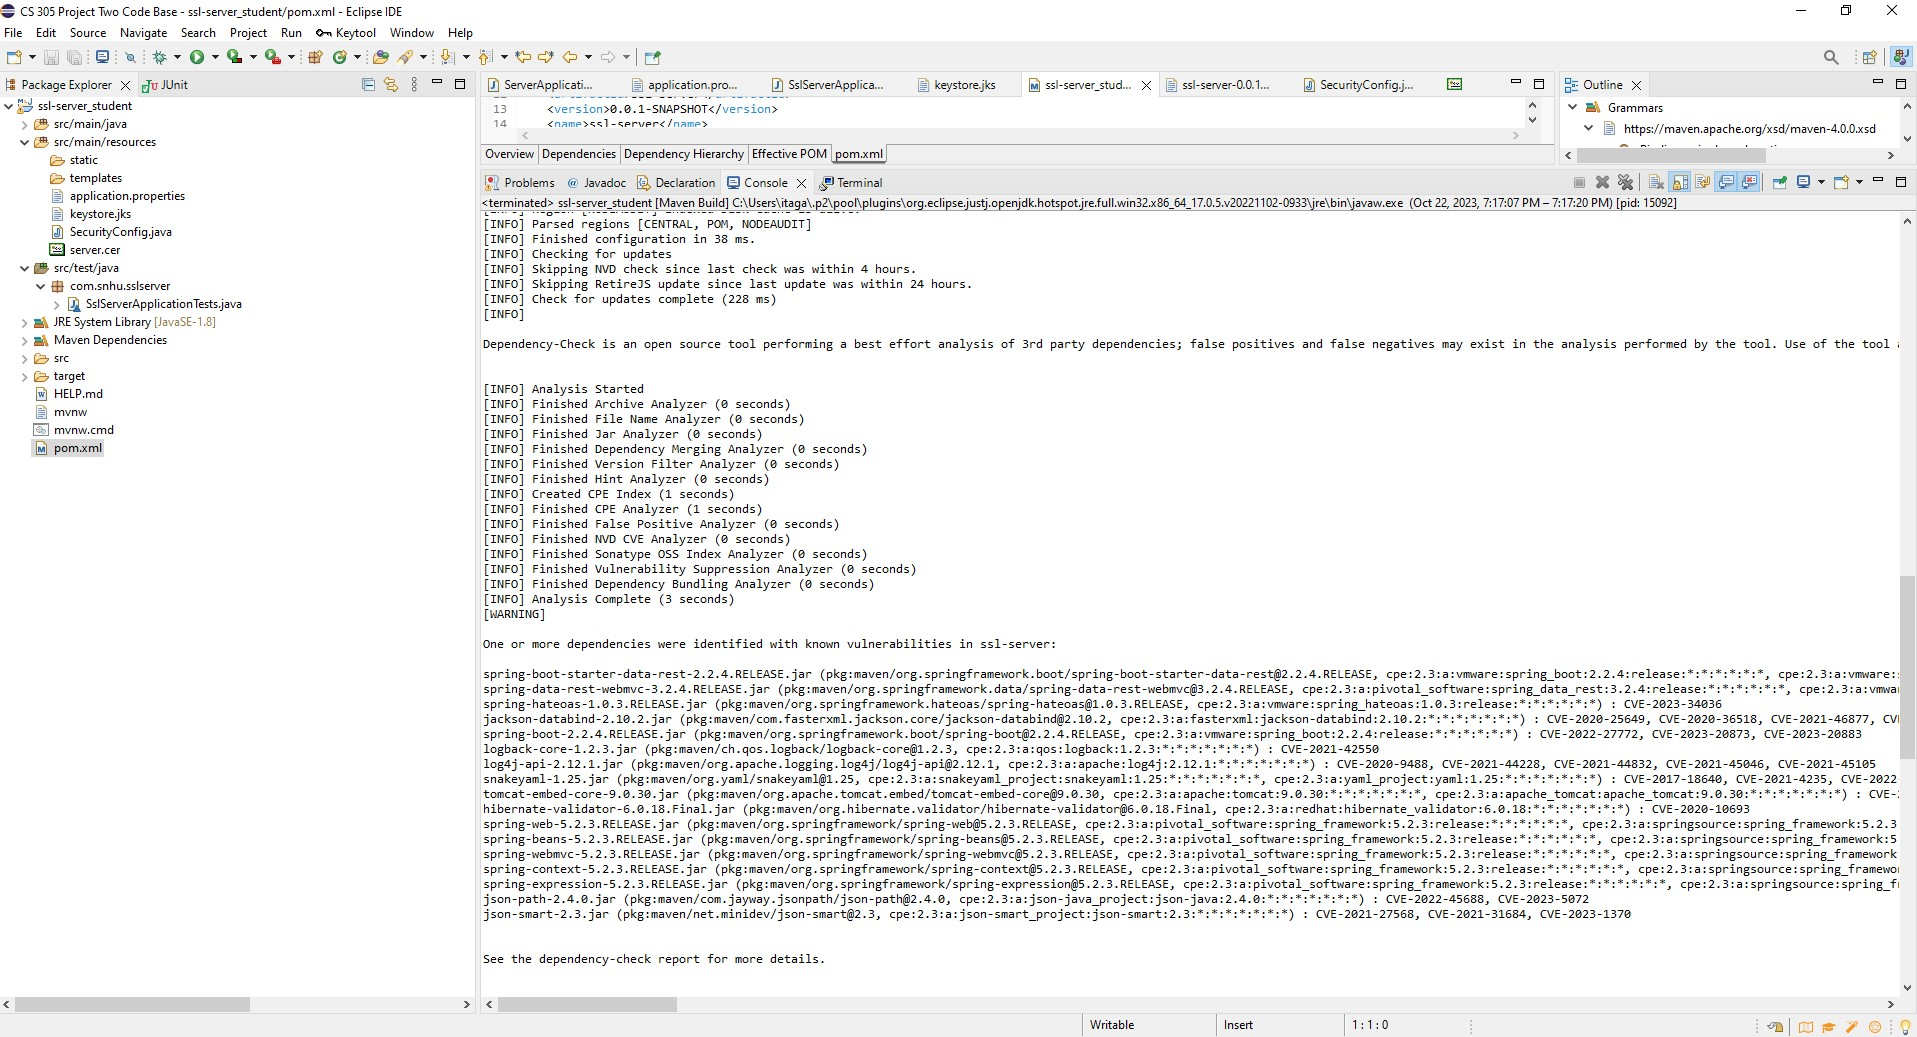 CS 305 Project Two Code Base - ssl-server_student/pom.xml - Eclipse IDE
File Edit Source Navigate Search Project Run Keytool Window Help
Package Explorer JUnit
ssl-server_student
src/main/java
src/main/resources
static
templates
application.properties
keystore.jks
SecurityConfig.java
server.cer
src/test/java
com.snhu.sslserver
SslServerApplicationTests.java
JRE System Library [JavaSE-1.8]
Maven Dependencies
src
target
HELP.md
mvnw
mvnw.cmd
pom.xml
ServerApplicati... application.pro... SslServerApplica... keystore.jks ssl-server_stud... ssl-server-0.0.1... SecurityConfig.j...
13 <version>0.0.1-SNAPSHOT</version>
14 <name>ssl-server</name>
Overview Dependencies Dependency Hierarchy Effective POM pom.xml
Outline
Grammars
https://maven.apache.org/xsd/maven-4.0.0.xsd
Problems Javadoc Declaration Console Terminal
<terminated> ssl-server_student [Maven Build] C:\Users\itaga\.p2\pool\plugins\org.eclipse.justj.openjdk.hotspot.jre.full.win32.x86_64_17.0.5.v20221102-0933\jre\bin\javaw.exe (Oct 22, 2023, 7:17:07 PM – 7:17:20 PM) [pid: 15092]
[INFO] Parsed regions [CENTRAL, POM, NODEAUDIT]
[INFO] Finished configuration in 38 ms.
[INFO] Checking for updates
[INFO] Skipping NVD check since last check was within 4 hours.
[INFO] Skipping RetireJS update since last update was within 24 hours.
[INFO] Check for updates complete (228 ms)
[INFO]
Dependency-Check is an open source tool performing a best effort analysis of 3rd party dependencies; false positives and false negatives may exist in the analysis performed by the tool. Use of the tool
[INFO] Analysis Started
[INFO] Finished Archive Analyzer (0 seconds)
[INFO] Finished File Name Analyzer (0 seconds)
[INFO] Finished Jar Analyzer (0 seconds)
[INFO] Finished Dependency Merging Analyzer (0 seconds)
[INFO] Finished Version Filter Analyzer (0 seconds)
[INFO] Finished Hint Analyzer (0 seconds)
[INFO] Created CPE Index (1 seconds)
[INFO] Finished CPE Analyzer (1 seconds)
[INFO] Finished False Positive Analyzer (0 seconds)
[INFO] Finished NVD CVE Analyzer (0 seconds)
[INFO] Finished Sonatype OSS Index Analyzer (0 seconds)
[INFO] Finished Vulnerability Suppression Analyzer (0 seconds)
[INFO] Finished Dependency Bundling Analyzer (0 seconds)
[INFO] Analysis Complete (3 seconds)
[WARNING]
One or more dependencies were identified with known vulnerabilities in ssl-server:
spring-boot-starter-data-rest-2.2.4.RELEASE.jar (pkg:maven/org.springframework.boot/spring-boot-starter-data-rest@2.2.4.RELEASE, cpe:2.3:a:vmware:spring_boot:2.2.4:release:*:*:*:*:*:*, cpe:2.3:a:vmware:
spring-data-rest-webmvc-3.2.4.RELEASE.jar (pkg:maven/org.springframework.data/spring-data-rest-webmvc@3.2.4.RELEASE, cpe:2.3:a:pivotal_software:spring_data_rest:3.2.4:release:*:*:*:*:*:*, cpe:2.3:a:vmwa
spring-hateoas-1.0.3.RELEASE.jar (pkg:maven/org.springframework.hateoas/spring-hateoas@1.0.3.RELEASE, cpe:2.3:a:vmware:spring_hateoas:1.0.3:release:*:*:*:*:*:*) : CVE-2023-34036
jackson-databind-2.10.2.jar (pkg:maven/com.fasterxml.jackson.core/jackson-databind@2.10.2, cpe:2.3:a:fasterxml:jackson-databind:2.10.2:*:*:*:*:*:*:*) : CVE-2020-25649, CVE-2020-36518, CVE-2021-46877, CV
spring-boot-2.2.4.RELEASE.jar (pkg:maven/org.springframework.boot/spring-boot@2.2.4.RELEASE, cpe:2.3:a:vmware:spring_boot:2.2.4:release:*:*:*:*:*:*) : CVE-2022-27772, CVE-2023-20873, CVE-2023-20883
logback-core-1.2.3.jar (pkg:maven/ch.qos.logback/logback-core@1.2.3, cpe:2.3:a:qos:logback:1.2.3:*:*:*:*:*:*:*) : CVE-2021-42550
log4j-api-2.12.1.jar (pkg:maven/org.apache.logging.log4j/log4j-api@2.12.1, cpe:2.3:a:apache:log4j:2.12.1:*:*:*:*:*:*:*) : CVE-2020-9488, CVE-2021-44228, CVE-2021-44832, CVE-2021-45046, CVE-2021-45105
snakeyaml-1.25.jar (pkg:maven/org.yaml/snakeyaml@1.25, cpe:2.3:a:snakeyaml_project:snakeyaml:1.25:*:*:*:*:*:*:*, cpe:2.3:a:yaml_project:yaml:1.25:*:*:*:*:*:*:*) : CVE-2017-18640, CVE-2021-4235, CVE-2022
tomcat-embed-core-9.0.30.jar (pkg:maven/org.apache.tomcat.embed/tomcat-embed-core@9.0.30, cpe:2.3:a:apache:tomcat:9.0.30:*:*:*:*:*:*:*, cpe:2.3:a:apache_tomcat:apache_tomcat:9.0.30:*:*:*:*:*:*:*) : CVE-
hibernate-validator-6.0.18.Final.jar (pkg:maven/org.hibernate.validator/hibernate-validator@6.0.18.Final, cpe:2.3:a:redhat:hibernate_validator:6.0.18:*:*:*:*:*:*:*) : CVE-2020-10693
spring-web-5.2.3.RELEASE.jar (pkg:maven/org.springframework/spring-web@5.2.3.RELEASE, cpe:2.3:a:pivotal_software:spring_framework:5.2.3:release:*:*:*:*:*:*, cpe:2.3:a:springsource:spring_framework:5.2.3
spring-beans-5.2.3.RELEASE.jar (pkg:maven/org.springframework/spring-beans@5.2.3.RELEASE, cpe:2.3:a:pivotal_software:spring_framework:5.2.3:release:*:*:*:*:*:*, cpe:2.3:a:springsource:spring_framework:5
spring-webmvc-5.2.3.RELEASE.jar (pkg:maven/org.springframework/spring-webmvc@5.2.3.RELEASE, cpe:2.3:a:pivotal_software:spring_framework:5.2.3:release:*:*:*:*:*:*, cpe:2.3:a:springsource:spring_framework
spring-context-5.2.3.RELEASE.jar (pkg:maven/org.springframework/spring-context@5.2.3.RELEASE, cpe:2.3:a:pivotal_software:spring_framework:5.2.3:release:*:*:*:*:*:*, cpe:2.3:a:springsource:spring_framewo
spring-expression-5.2.3.RELEASE.jar (pkg:maven/org.springframework/spring-expression@5.2.3.RELEASE, cpe:2.3:a:pivotal_software:spring_framework:5.2.3:release:*:*:*:*:*:*, cpe:2.3:a:springsource:spring_f
json-path-2.4.0.jar (pkg:maven/com.jayway.jsonpath/json-path@2.4.0, cpe:2.3:a:json-java_project:json-java:2.4.0:*:*:*:*:*:*:*) : CVE-2022-45688, CVE-2023-5072
json-smart-2.3.jar (pkg:maven/net.minidev/json-smart@2.3, cpe:2.3:a:json-smart_project:json-smart:2.3:*:*:*:*:*:*:*) : CVE-2021-27568, CVE-2021-31684, CVE-2023-1370
See the dependency-check report for more details.
Writable Insert 1:1:0